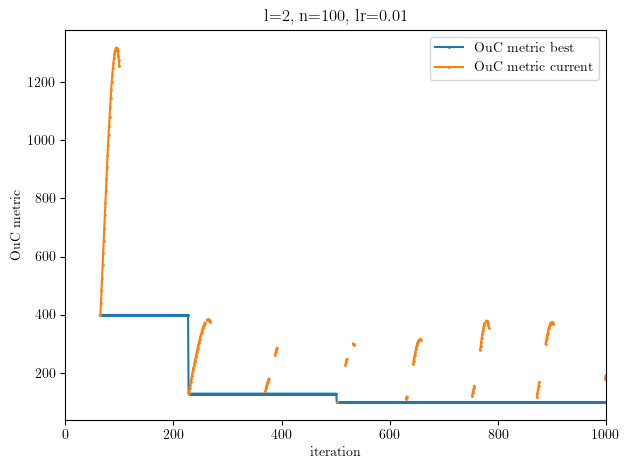 l=2, n=100, lr=0.01
OuC metric best
OuC metric current
OuC metric
1200
1000
800
600
400
200
0
200
400
600
800
1000
iteration